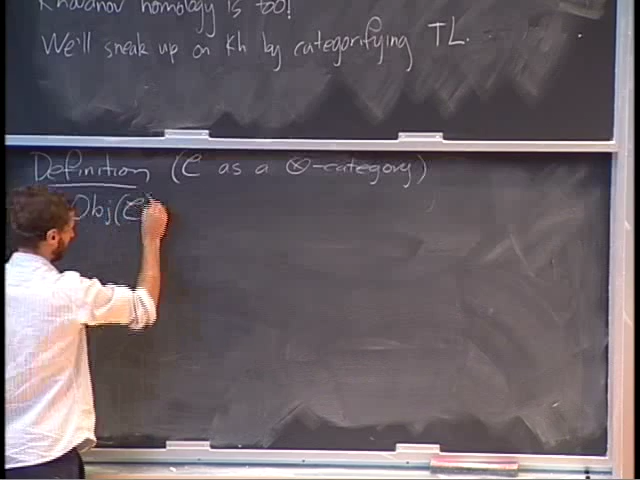 Khovanov homology is too!
We'll sneak up on Kh by categorifying TL.
Definition (C as a ⊗-category)
Obj(C)